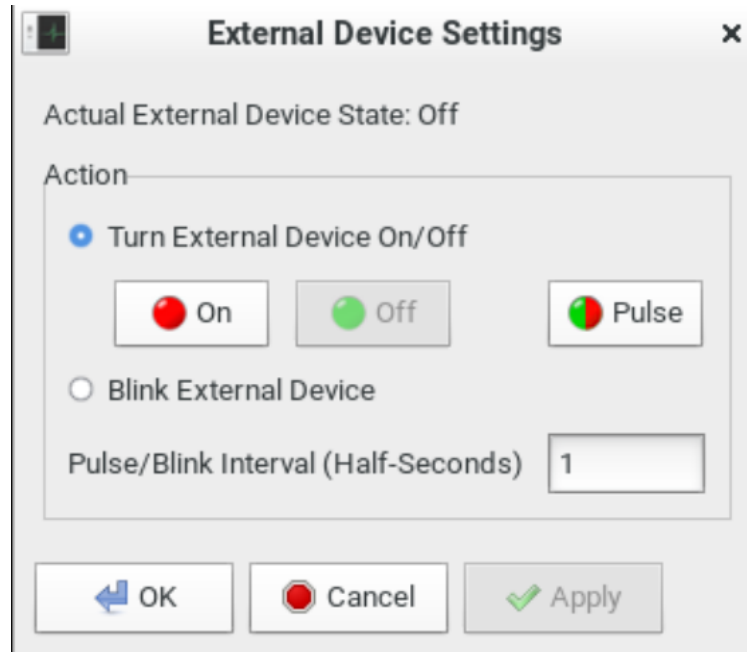 External Device Settings
Actual External Device State: Off
Action
Turn External Device On/Off
On Off Pulse
Blink External Device
Pulse/Blink Interval (Half-Seconds) 1
OK Cancel Apply